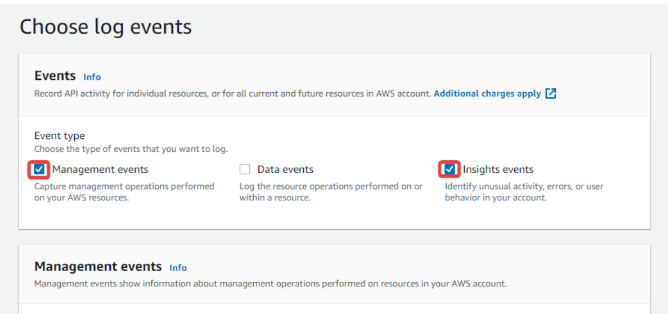 Choose log events
Events Info
Record API activity for individual resources, or for all current and future resources in AWS account. Additional charges apply
Event type
Choose the type of events that you want to log.
Management events
Capture management operations performed
on your AWS resources.
Data events
Log the resource operations performed on or
within a resource.
Insights events
Identify unusual activity, errors, or user
behavior in your account.
Management events Info
Management events show information about management operations performed on resources in your AWS account.